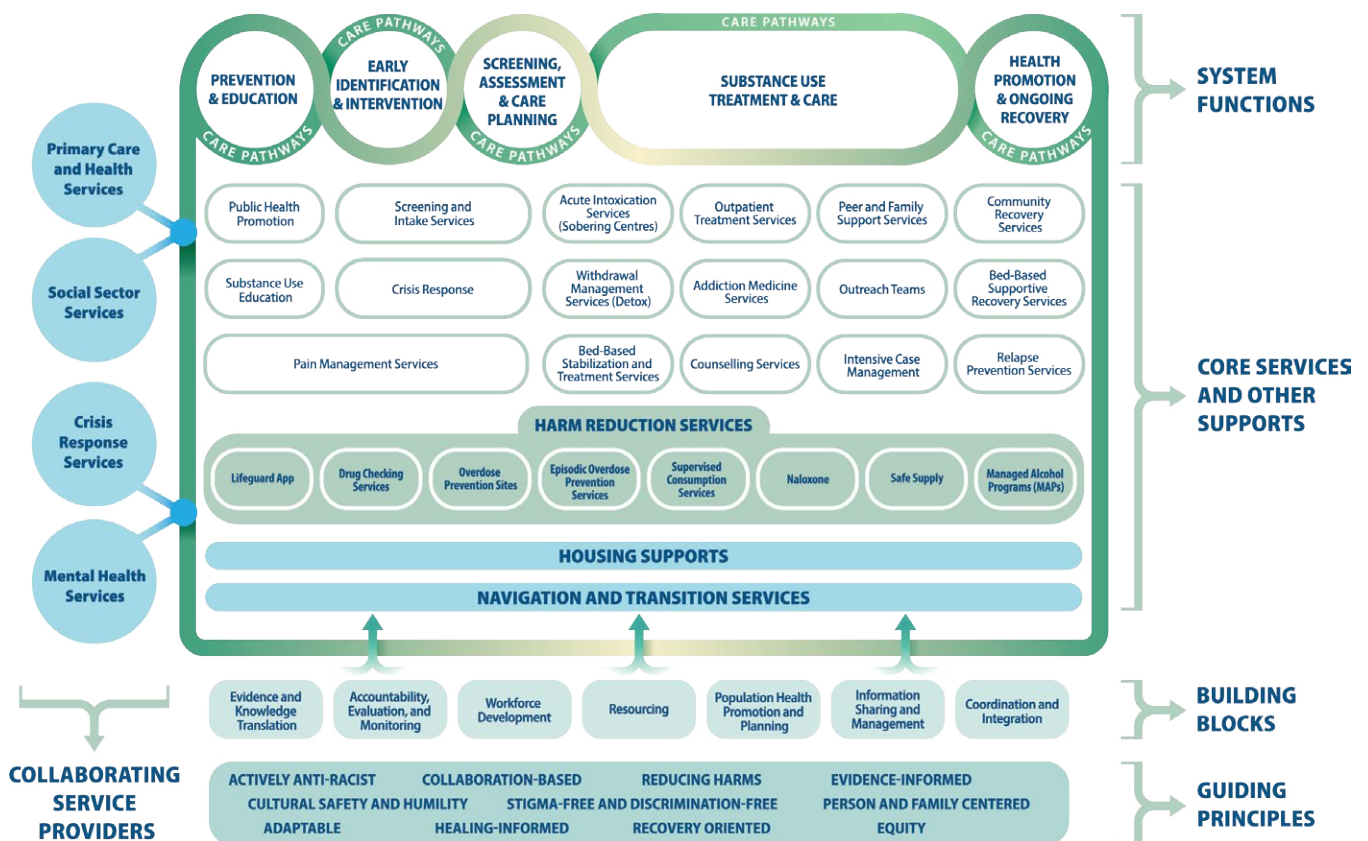 CARE PATHWAYS
CARE PATHWAYS
PREVENTION
& EDUCATION
EARLY
IDENTIFICATION
& INTERVENTION
SCREENING,
ASSESSMENT
& CARE
PLANNING
SUBSTANCE USE
TREATMENT & CARE
HEALTH
PROMOTION
& ONGOING
RECOVERY
CARE PATHWAYS
CARE PATHWAYS
CARE PATHWAYS
SYSTEM
FUNCTIONS
Primary Care
and Health
Services
Social Sector
Services
Crisis
Response
Services
Mental Health
Services
Public Health
Promotion
Screening and
Intake Services
Acute Intoxication
Services
(Sobering Centres)
Outpatient
Treatment Services
Peer and Family
Support Services
Community
Recovery
Services
Substance Use
Education
Crisis Response
Withdrawal
Management
Services (Detox)
Addiction Medicine
Services
Outreach Teams
Bed-Based
Supportive
Recovery Services
Pain Management Services
Bed-Based
Stabilization and
Treatment Services
Counselling Services
Intensive Case
Management
Relapse
Prevention Services
CORE SERVICES
AND OTHER
SUPPORTS
HARM REDUCTION SERVICES
Lifeguard App
Drug Checking
Services
Overdose
Prevention Sites
Episodic Overdose
Prevention
Services
Supervised
Consumption
Services
Naloxone
Safe Supply
Managed Alcohol
Programs (MAPs)
HOUSING SUPPORTS
NAVIGATION AND TRANSITION SERVICES
Evidence and
Knowledge
Translation
Accountability,
Evaluation, and
Monitoring
Workforce
Development
Resourcing
Population Health
Promotion and
Planning
Information
Sharing and
Management
Coordination and
Integration
BUILDING
BLOCKS
COLLABORATING
SERVICE
PROVIDERS
ACTIVELY ANTI-RACIST COLLABORATION-BASED REDUCING HARMS EVIDENCE-INFORMED
CULTURAL SAFETY AND HUMILITY STIGMA-FREE AND DISCRIMINATION-FREE PERSON AND FAMILY CENTERED
ADAPTABLE HEALING-INFORMED RECOVERY ORIENTED EQUITY
GUIDING
PRINCIPLES